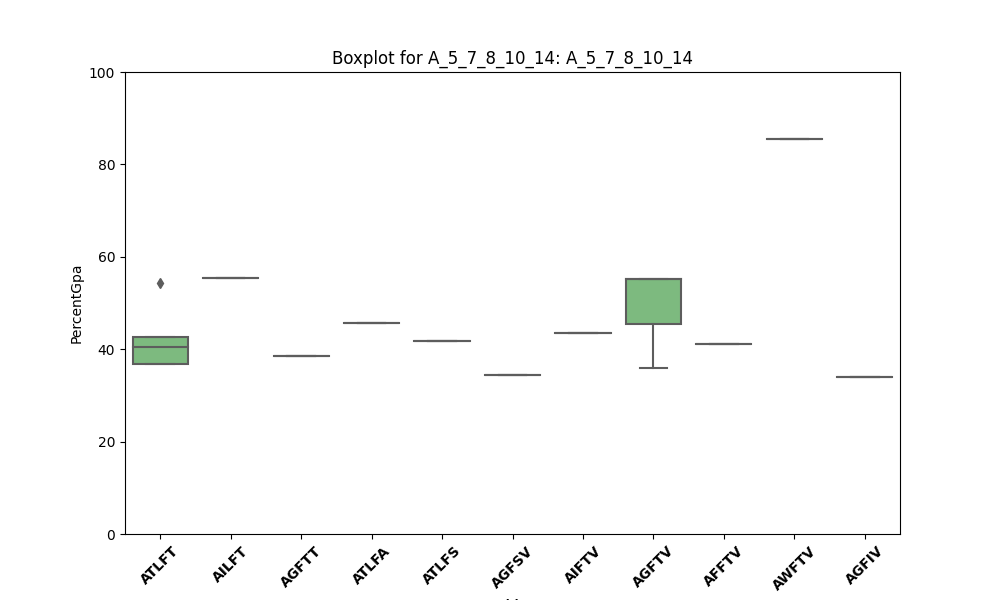 Boxplot for A_5_7_8_10_14: A_5_7_8_10_14
PercentGpa
100
80
60
40
20
0
ATLFT
AILFT
AGFTT
ATLFA
ATLFS
AGFSV
AIFTV
AGFTV
AFFTV
AWFTV
AGFIV